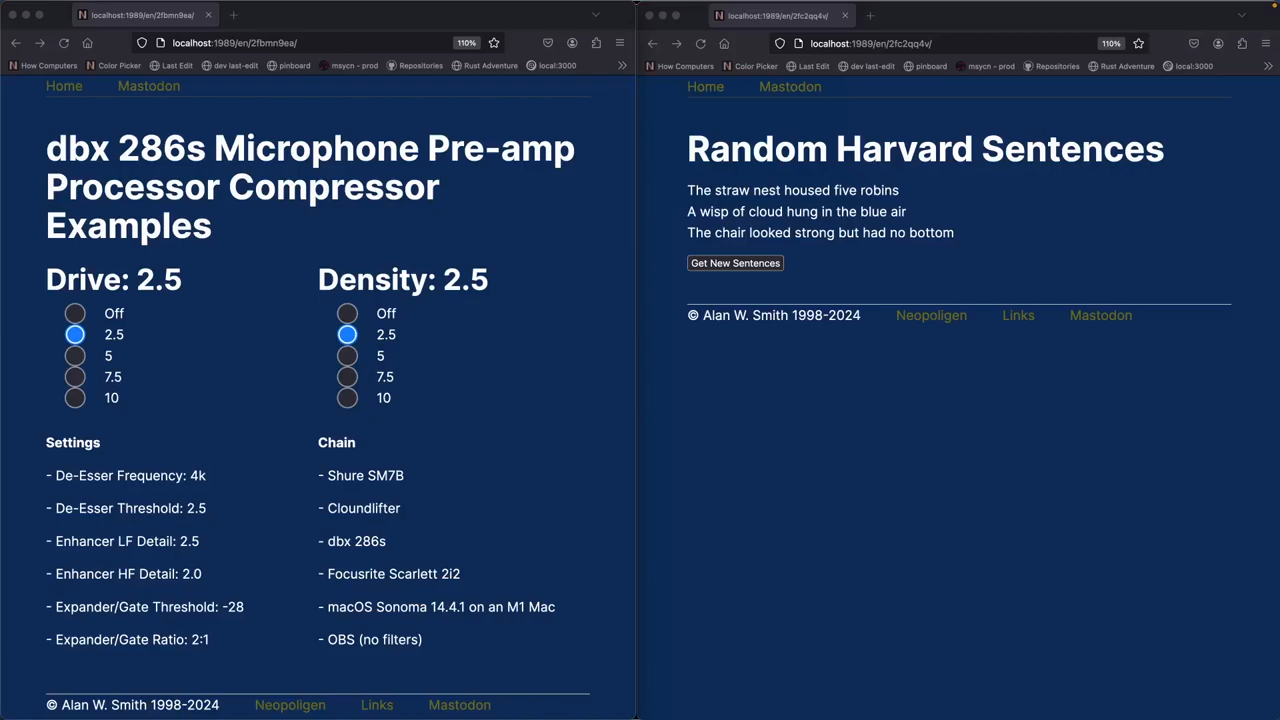 localhost:1989/en/2fbmn9ea/
localhost:1989/en/2fbmn9ea/
110%
How Computers
Color Picker
Last Edit
dev last-edit
pinboard
msycn - prod
Repositories
Rust Adventure
local:3000
Home
Mastodon
dbx 286s Microphone Pre-amp
Processor Compressor
Examples
Drive: 2.5
Off
2.5
5
7.5
10
Density: 2.5
Off
2.5
5
7.5
10
Settings
- De-Esser Frequency: 4k
- De-Esser Threshold: 2.5
- Enhancer LF Detail: 2.5
- Enhancer HF Detail: 2.0
- Expander/Gate Threshold: -28
- Expander/Gate Ratio: 2:1
Chain
- Shure SM7B
- Cloundlifter
- dbx 286s
- Focusrite Scarlett 2i2
- macOS Sonoma 14.4.1 on an M1 Mac
- OBS (no filters)
© Alan W. Smith 1998-2024
Neopoligen
Links
Mastodon
localhost:1989/en/2fc2qq4v/
localhost:1989/en/2fc2qq4v/
110%
How Computers
Color Picker
Last Edit
dev last-edit
pinboard
msycn - prod
Repositories
Rust Adventure
local:3000
Home
Mastodon
Random Harvard Sentences
The straw nest housed five robins
A wisp of cloud hung in the blue air
The chair looked strong but had no bottom
Get New Sentences
© Alan W. Smith 1998-2024
Neopoligen
Links
Mastodon